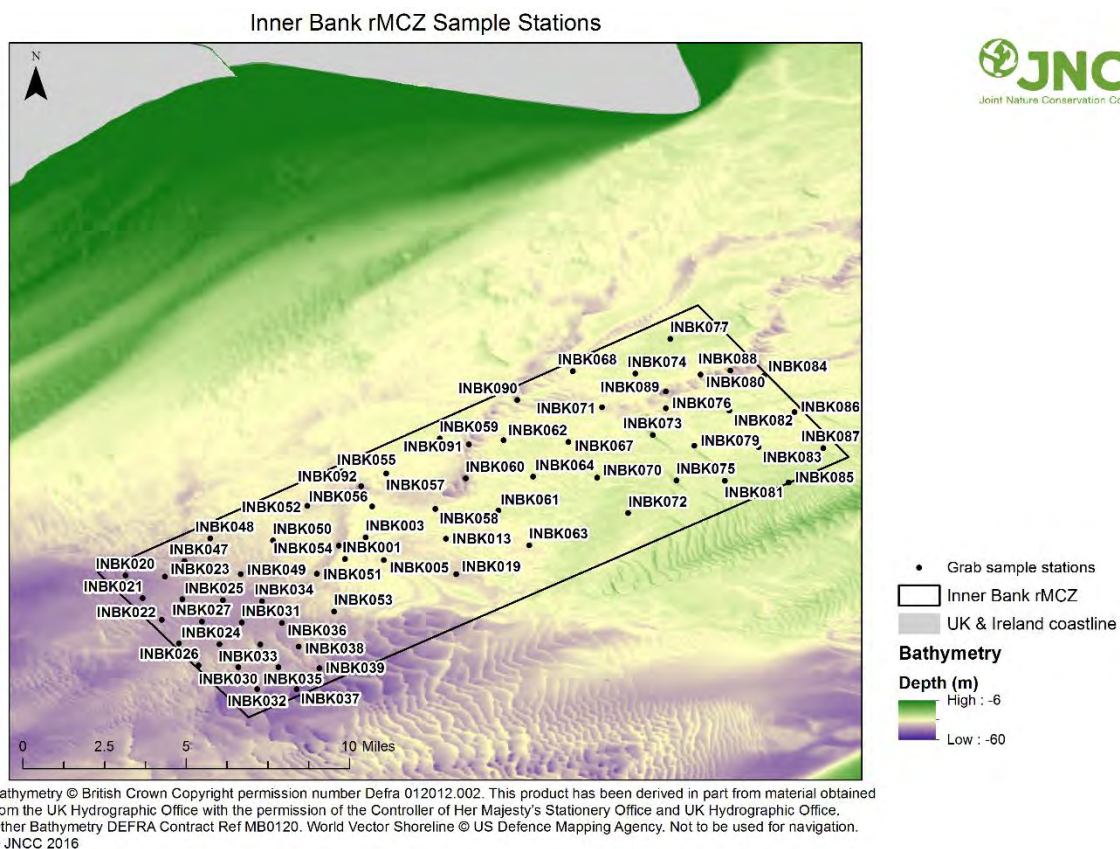 Inner Bank rMCZ Sample Stations
N
JNC
Joint Nature Conservation Co
INBK077
INBK068
INBK074
INBK088
INBK084
INBK089
INBK080
INBK090
INBK071
INBK076
INBK086
INBK082
INBK059
INBK062
INBK073
INBK091
INBK067
INBK079
INBK087
INBK083
INBK055
INBK060
INBK064
INBK070
INBK075
INBK085
INBK092
INBK057
INBK081
INBK056
INBK061
INBK072
INBK052
INBK058
INBK048
INBK050
INBK003
INBK013
INBK063
INBK047
INBK054
INBK001
INBK020
INBK023
INBK049
INBK051
INBK005
INBK019
INBK021
INBK025
INBK034
INBK022
INBK027
INBK031
INBK053
INBK024
INBK036
INBK026
INBK033
INBK038
INBK030
INBK035
INBK039
INBK032
INBK037
0 2.5 5 10 Miles
Grab sample stations
Inner Bank rMCZ
UK & Ireland coastline
Bathymetry
Depth (m)
High : -6
Low : -60
athymetry © British Crown Copyright permission number Defra 012012.002. This product has been derived in part from material obtained
om the UK Hydrographic Office with the permission of the Controller of Her Majesty's Stationery Office and UK Hydrographic Office.
ther Bathymetry DEFRA Contract Ref MB0120. World Vector Shoreline © US Defence Mapping Agency. Not to be used for navigation.
JNCC 2016